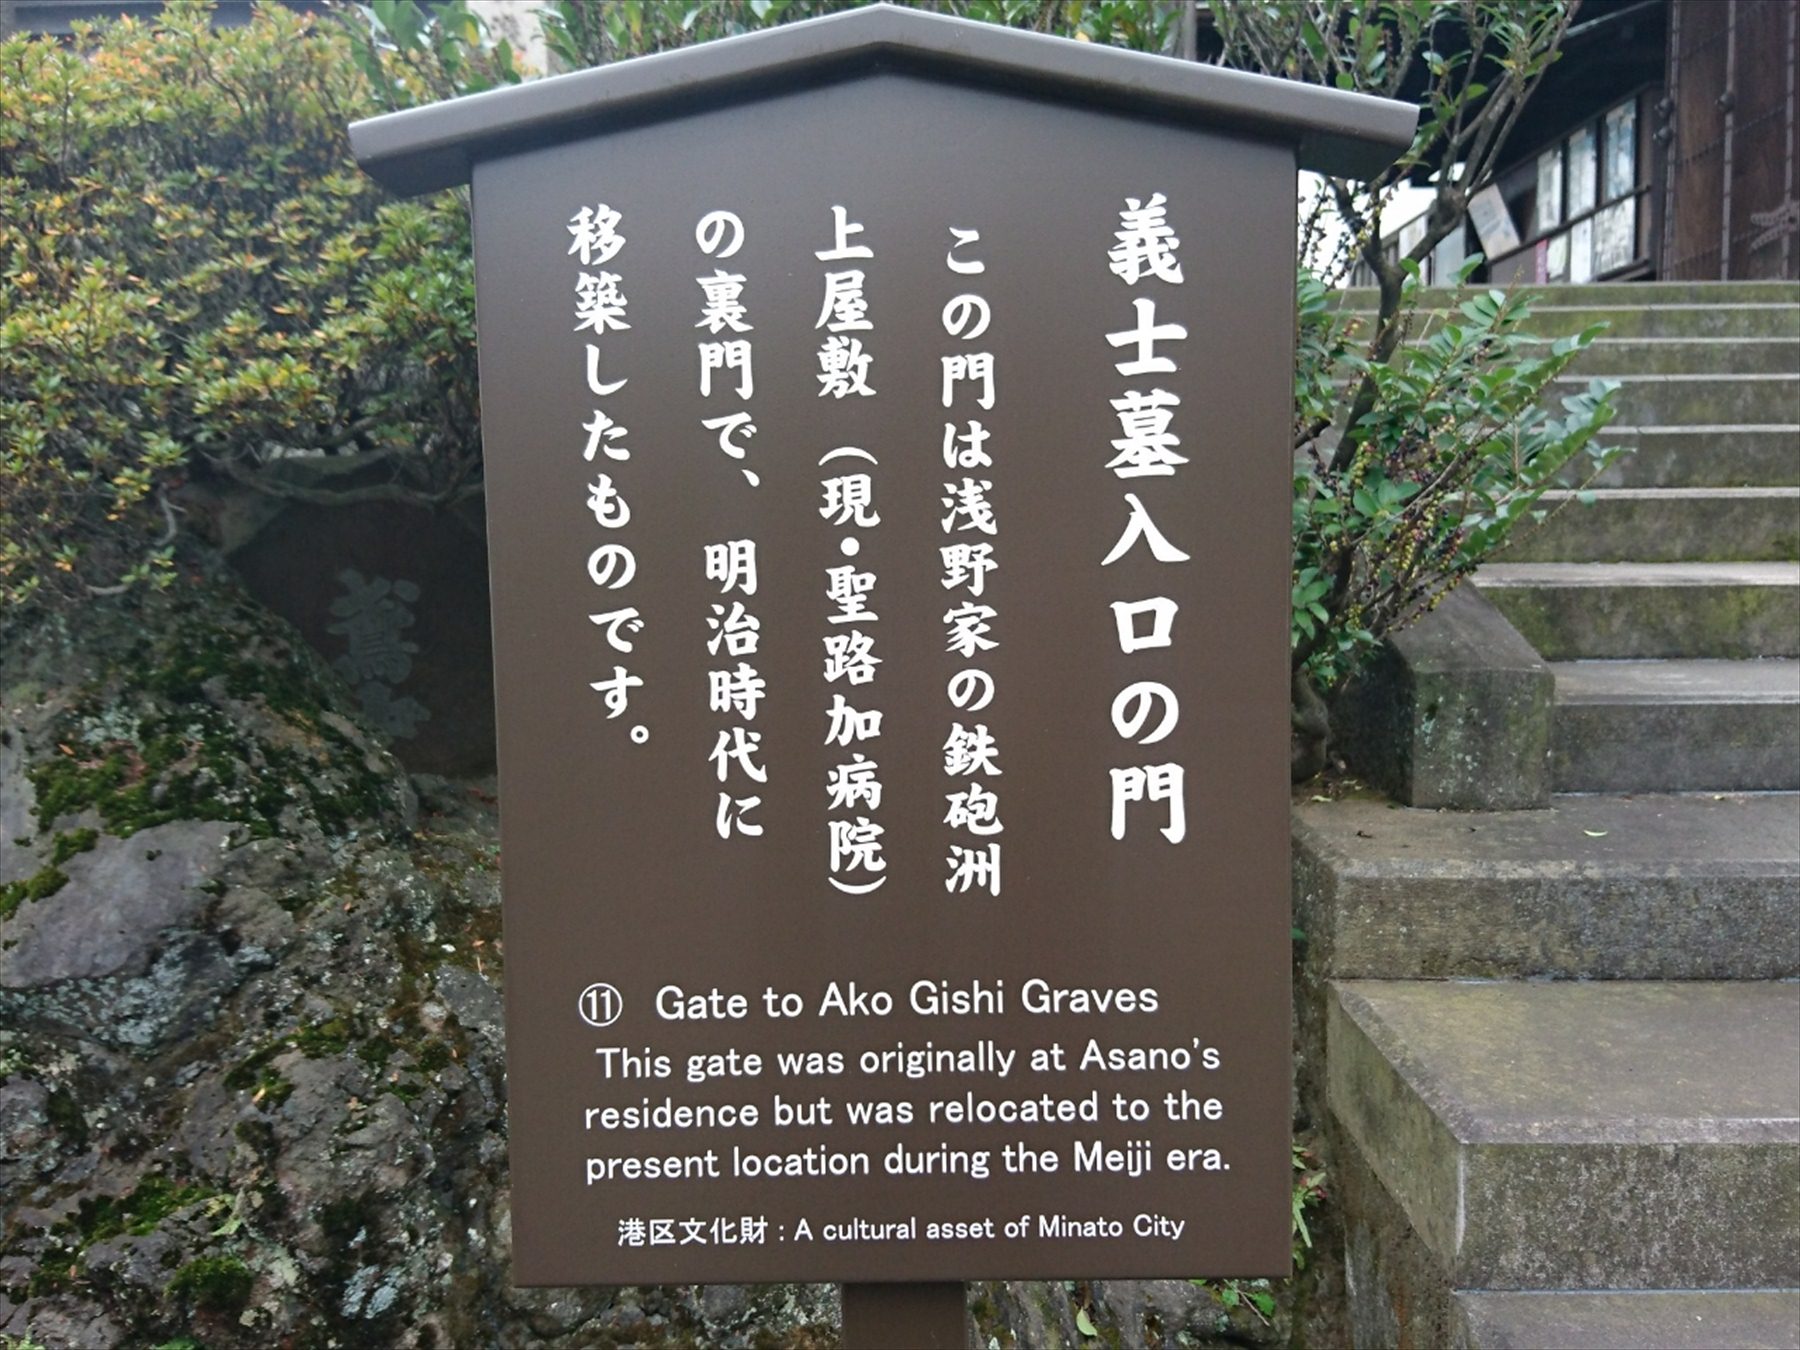 義士墓入口の門
この門は浅野家の鉄砲洲
上屋敷（現・聖路加病院）
の裏門で、明治時代に
移築したものです。
⑪ Gate to Ako Gishi Graves
This gate was originally at Asano's
residence but was relocated to the
present location during the Meiji era.
港区文化財 : A cultural asset of Minato City